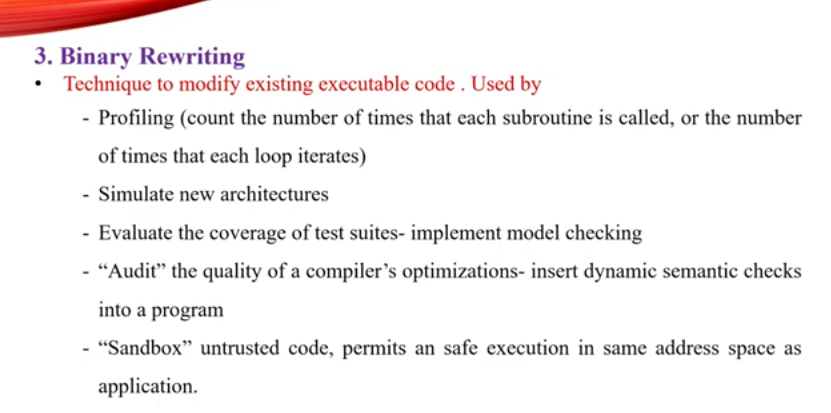 3. Binary Rewriting
• Technique to modify existing executable code . Used by
- Profiling (count the number of times that each subroutine is called, or the number
of times that each loop iterates)
- Simulate new architectures
- Evaluate the coverage of test suites- implement model checking
- “Audit” the quality of a compiler’s optimizations- insert dynamic semantic checks
into a program
- “Sandbox” untrusted code, permits an safe execution in same address space as
application.